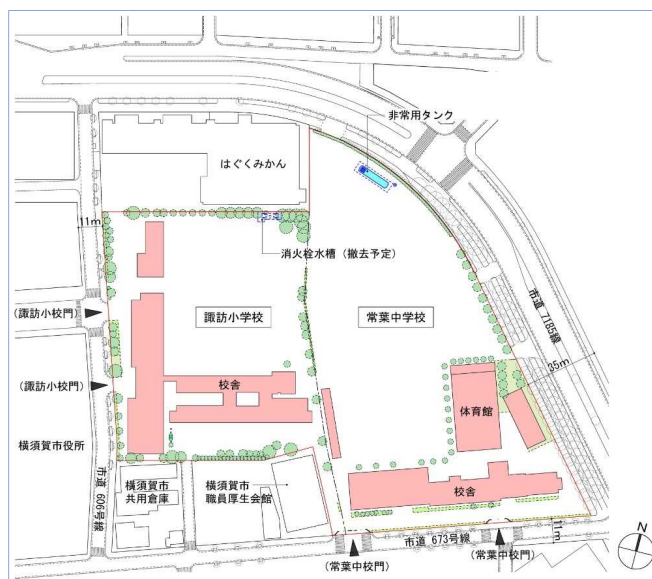 非常用タンク
はぐくみかん
11m
消火栓水槽（撤去予定）
(諏訪小校門)
諏訪小学校
常葉中学校
市道 7185線
35m
(諏訪小校門)
校舎
体育館
横須賀市役所
市道 606号線
横須賀市
共用倉庫
横須賀市
職員厚生会館
校舎
11m
市道 673号線
N
(常葉中校門)
(常葉中校門)